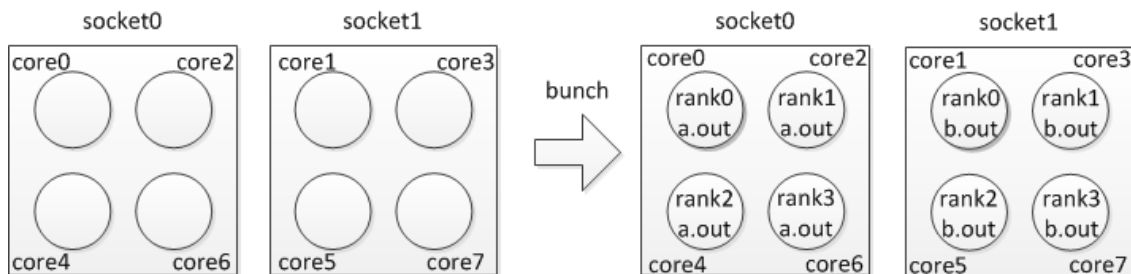 socket0
socket1
socket0
socket1
core0
core2
core1
core3
bunch
core0
core2
core1
core3
rank0
a.out
rank1
a.out
rank0
b.out
rank1
b.out
rank2
a.out
rank3
a.out
rank2
b.out
rank3
b.out
core4
core6
core5
core7
core4
core6
core5
core7